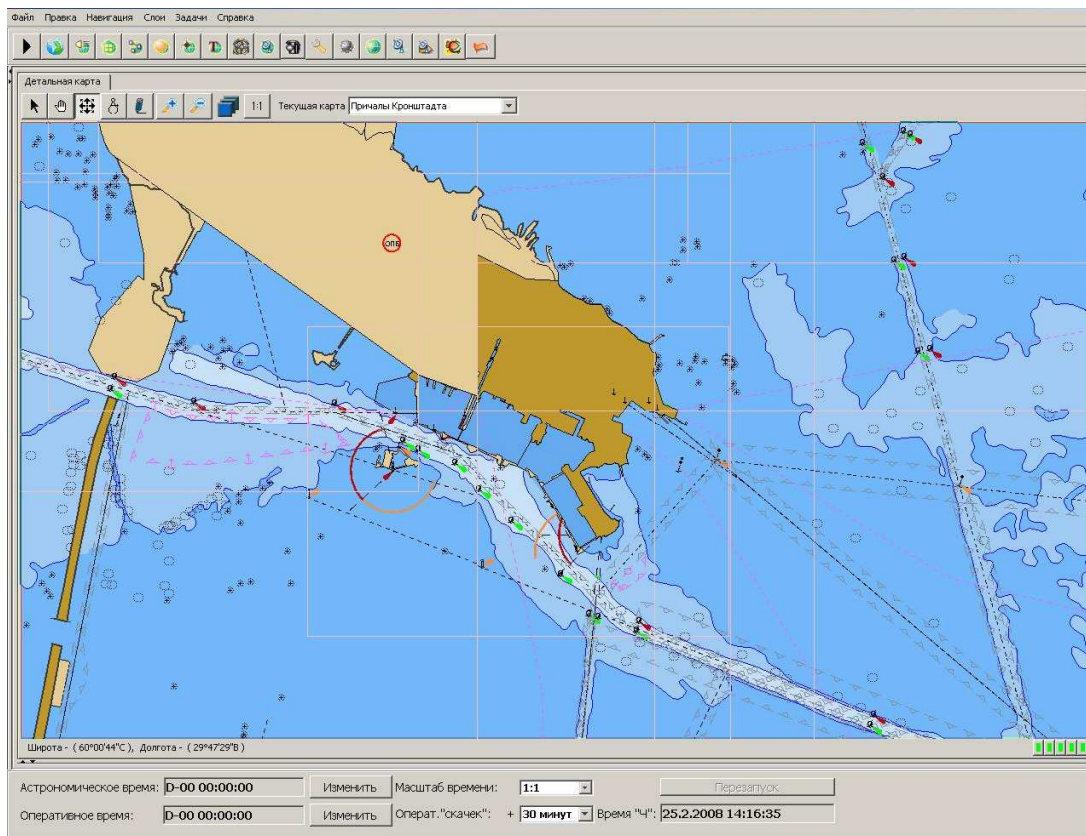 Файл Правка Навигация Слои Задачи Справка
Детальная карта
1:1 Текущая карта Причалы Кронштадта
ОПБ
Широта - ( 60°00'44"С ), Долгота - ( 29°47'29"В )
Астрономическое время: D-00 00:00:00 Изменить Масштаб времени: 1:1 Перезапуск
Оперативное время: D-00 00:00:00 Изменить Операт."скачек": + 30 минут Время "Ч": 25.2.2008 14:16:35